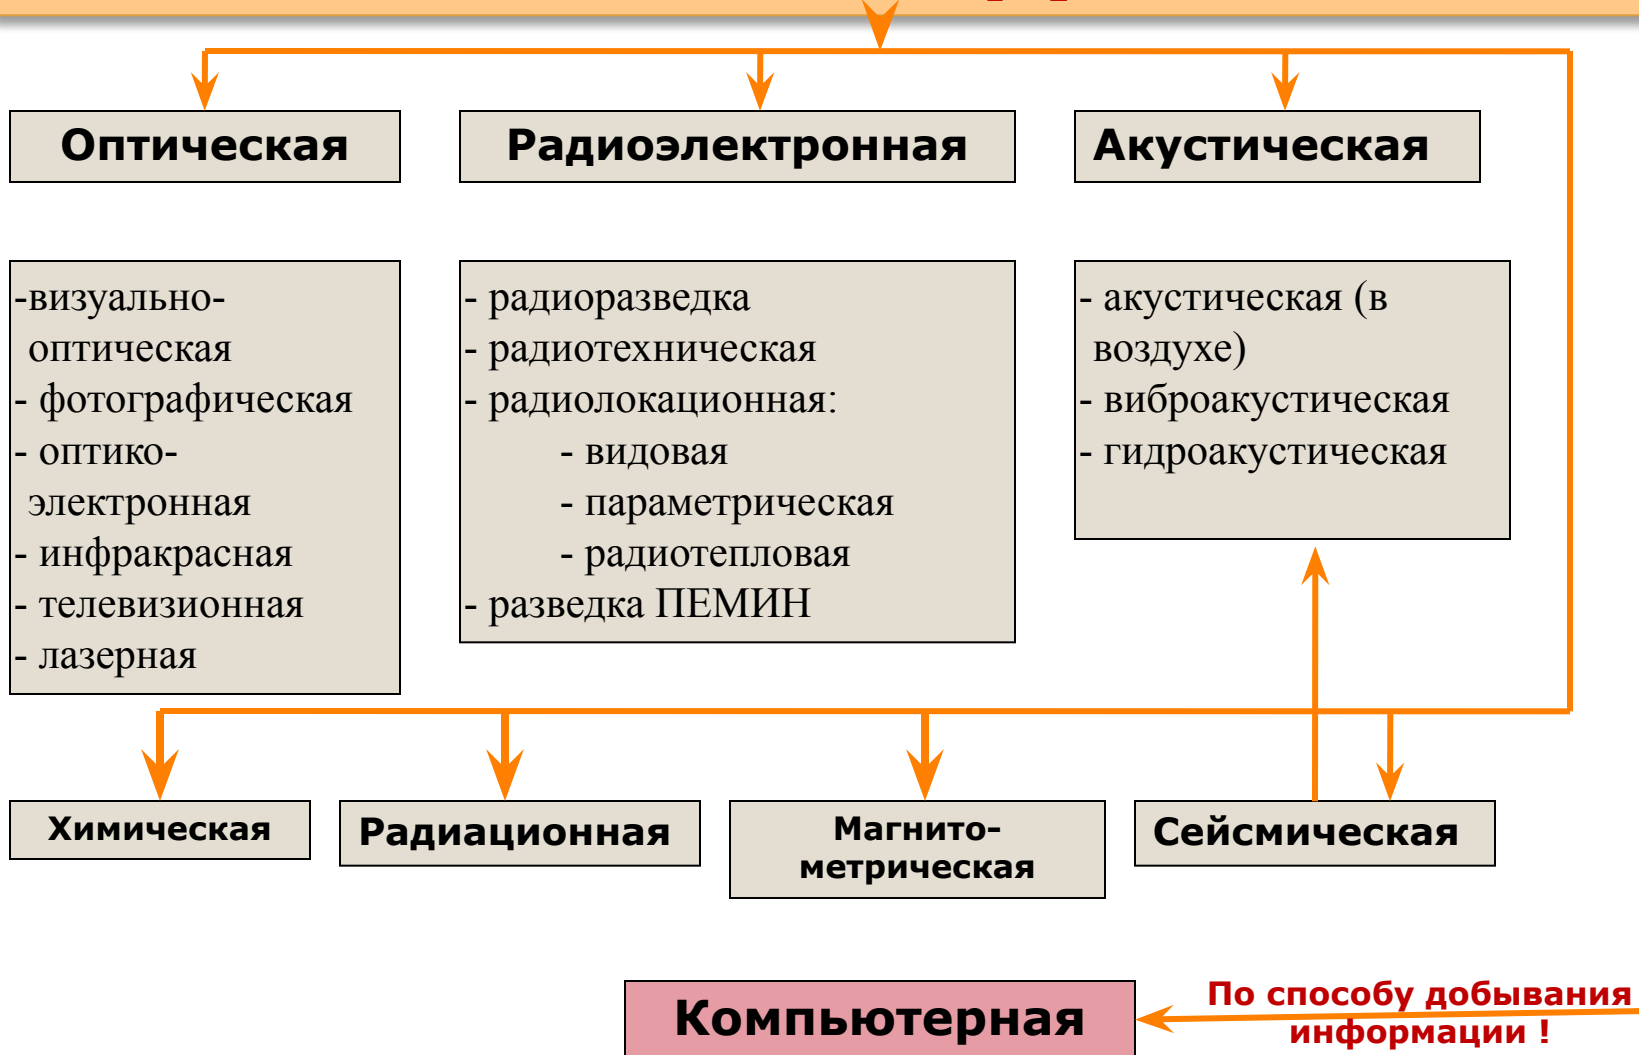 Оптическая
Радиоэлектронная
Акустическая
-визуально-
оптическая
- фотографическая
- оптико-
электронная
- инфракрасная
- телевизионная
- лазерная
- радиоразведка
- радиотехническая
- радиолокационная:
- видовая
- параметрическая
- радиотепловая
- разведка ПЕМИН
- акустическая (в
воздухе)
- виброакустическая
- гидроакустическая
Химическая
Радиационная
Магнито-
метрическая
Сейсмическая
Компьютерная
По способу добывания
информации !